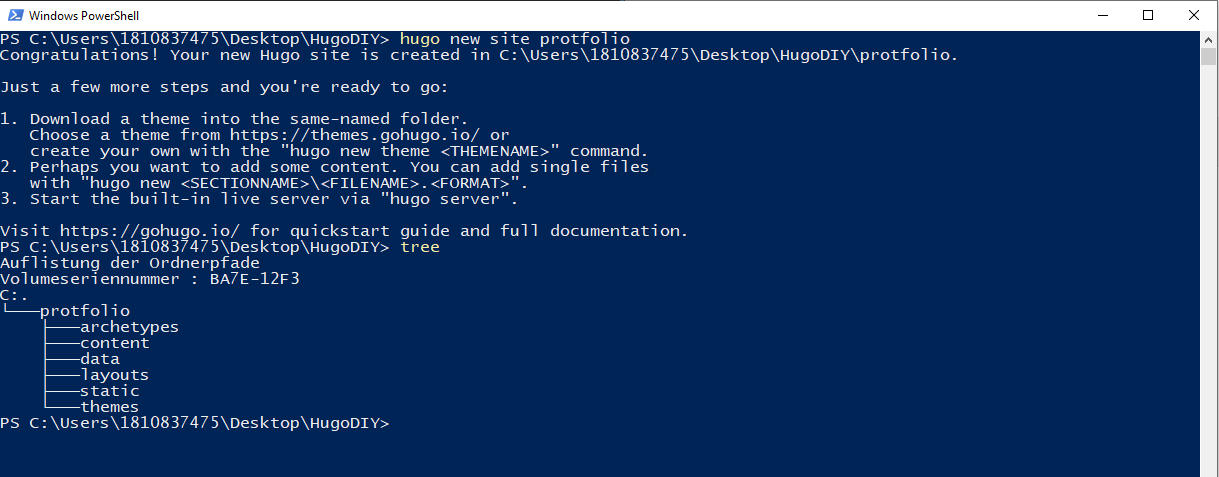 Windows PowerShell
PS C:\Users\1810837475\Desktop\HugoDIY> hugo new site protfolio
Congratulations! Your new Hugo site is created in C:\Users\1810837475\Desktop\HugoDIY\protfolio.
Just a few more steps and you're ready to go:
1. Download a theme into the same-named folder.
Choose a theme from https://themes.gohugo.io/ or
create your own with the "hugo new theme <THEMENAME>" command.
2. Perhaps you want to add some content. You can add single files
with "hugo new <SECTIONNAME>\<FILENAME>.<FORMAT>".
3. Start the built-in live server via "hugo server".
Visit https://gohugo.io/ for quickstart guide and full documentation.
PS C:\Users\1810837475\Desktop\HugoDIY> tree
Auflistung der Ordnerpfade
Volumeseriennummer : BA7E-12F3
C:.
└───protfolio
    ├───archetypes
    ├───content
    ├───data
    ├───layouts
    ├───static
    └───themes
PS C:\Users\1810837475\Desktop\HugoDIY>